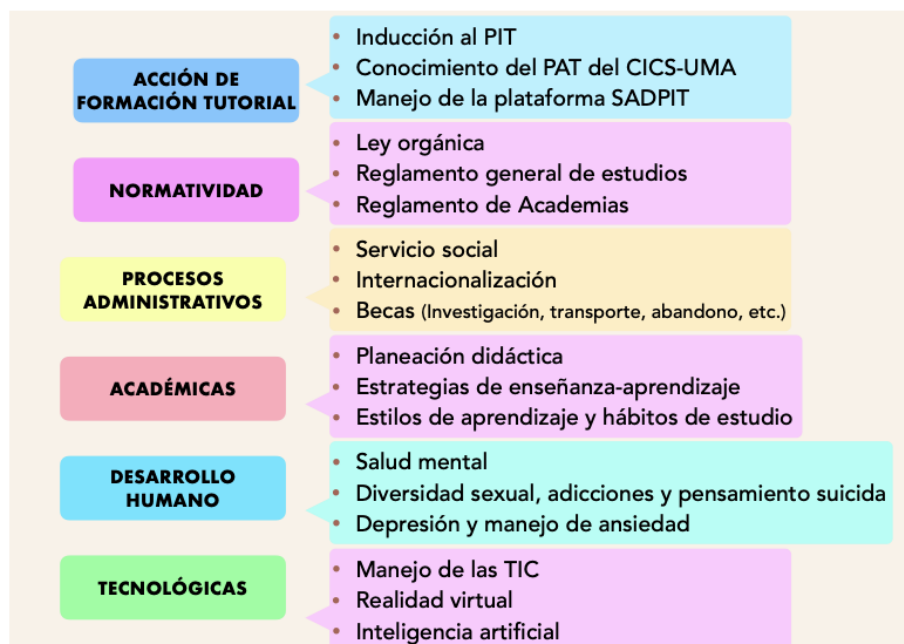 ACCIÓN DE
FORMACIÓN TUTORIAL
• Inducción al PIT
• Conocimiento del PAT del CICS-UMA
• Manejo de la plataforma SADPIT
NORMATIVIDAD
• Ley orgánica
• Reglamento general de estudios
• Reglamento de Academias
PROCESOS
ADMINISTRATIVOS
• Servicio social
• Internacionalización
• Becas (Investigación, transporte, abandono, etc.)
ACADÉMICAS
• Planeación didáctica
• Estrategias de enseñanza-aprendizaje
• Estilos de aprendizaje y hábitos de estudio
DESARROLLO
HUMANO
• Salud mental
• Diversidad sexual, adicciones y pensamiento suicida
• Depresión y manejo de ansiedad
TECNOLÓGICAS
• Manejo de las TIC
• Realidad virtual
• Inteligencia artificial